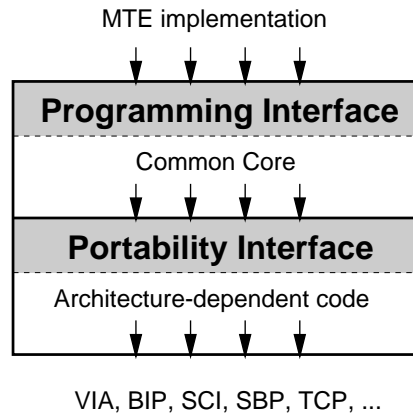 MTE implementation
Programming Interface
Common Core
Portability Interface
Architecture-dependent code
VIA, BIP, SCI, SBP, TCP, ...